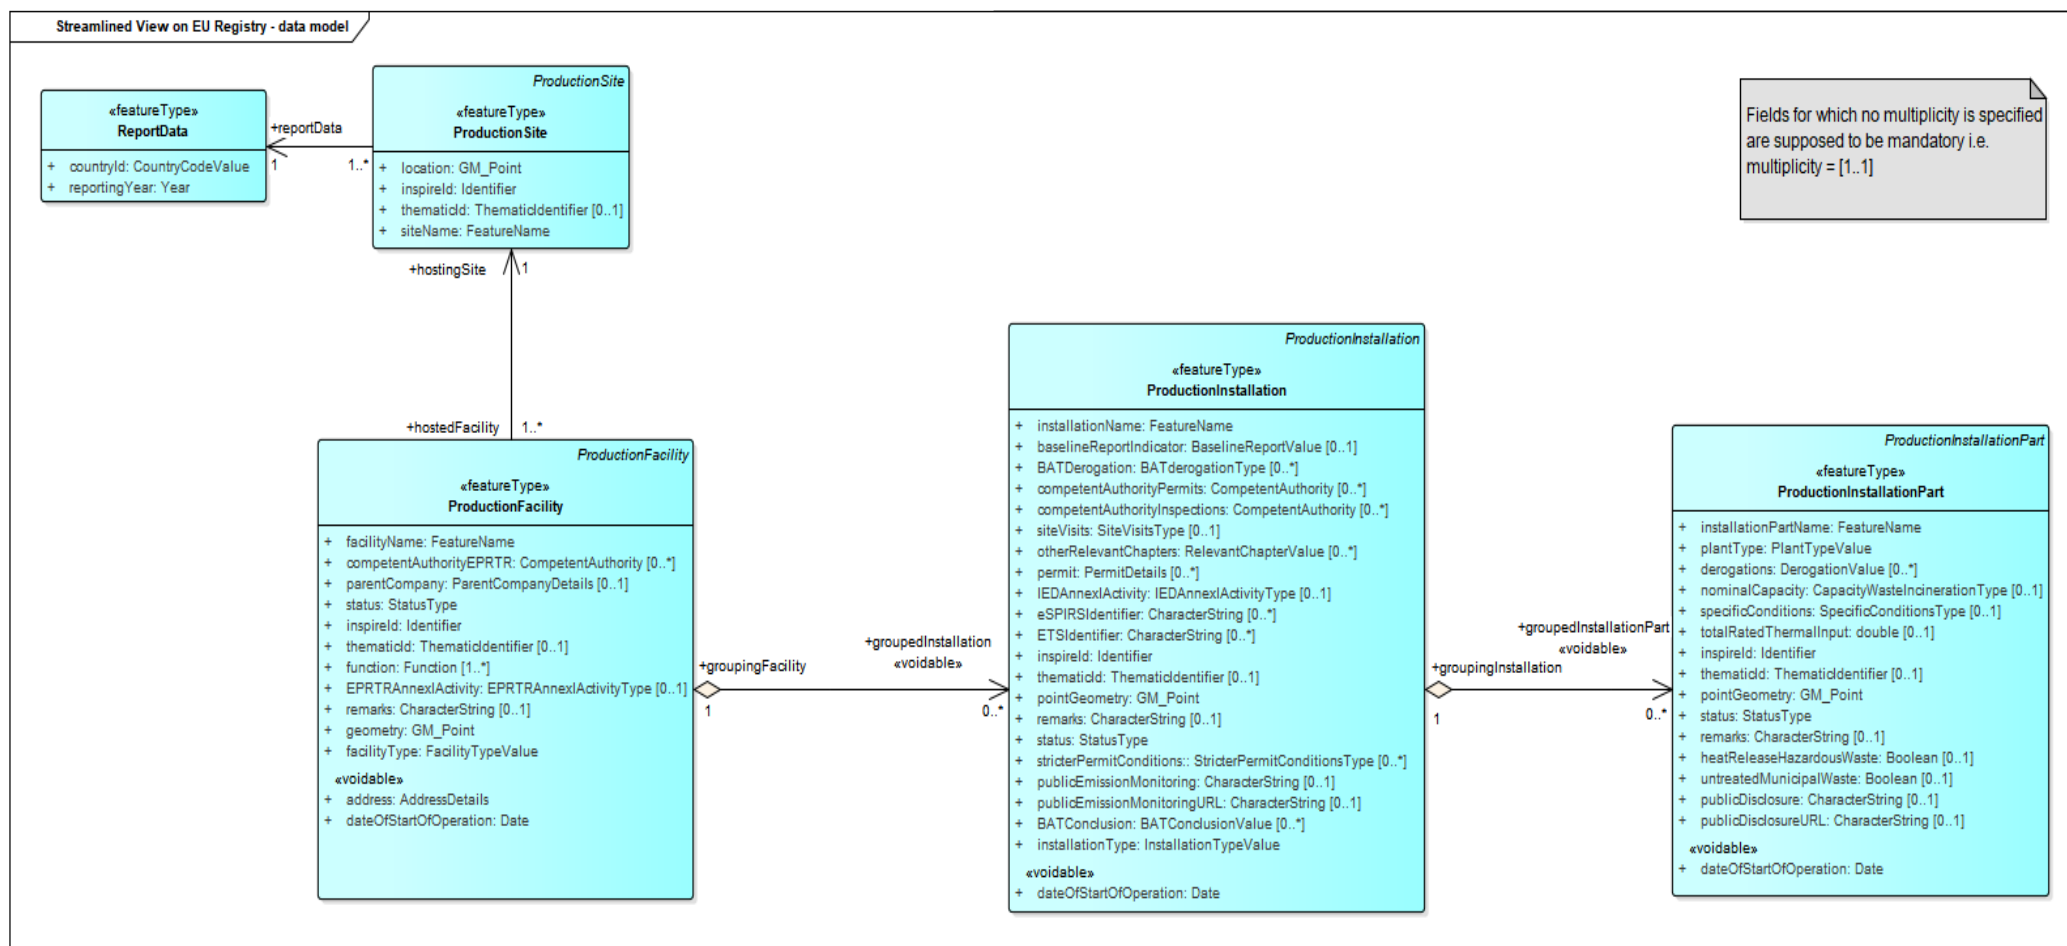 Streamlined View on EU Registry - data model
ProductionSite
«featureType»
ProductionSite
+ location: GM_Point
+ inspireId: Identifier
+ thematicId: ThematicIdentifier [0..1]
+ siteName: FeatureName
«featureType»
ReportData
+ countryId: CountryCodeValue
+ reportingYear: Year
+reportData
1
1..*
Fields for which no multiplicity is specified
are supposed to be mandatory i.e.
multiplicity = [1..1]
+hostingSite
1
+hostedFacility
1..*
ProductionFacility
«featureType»
ProductionFacility
+ facilityName: FeatureName
+ competentAuthorityEPRTR: CompetentAuthority [0..*]
+ parentCompany: ParentCompanyDetails [0..1]
+ status: StatusType
+ inspireId: Identifier
+ thematicId: ThematicIdentifier [0..1]
+ function: Function [1..*]
+ EPRTRAnnexIActivity: EPRTRAnnexIActivityType [0..1]
+ remarks: CharacterString [0..1]
+ geometry: GM_Point
+ facilityType: FacilityTypeValue
«voidable»
+ address: AddressDetails
+ dateOfStartOfOperation: Date
+groupingFacility
1
+groupedInstallation
«voidable»
0..*
ProductionInstallation
«featureType»
ProductionInstallation
+ installationName: FeatureName
+ baselineReportIndicator: BaselineReportValue [0..1]
+ BATDerogation: BATderogationType [0..*]
+ competentAuthorityPermits: CompetentAuthority [0..*]
+ competentAuthorityInspections: CompetentAuthority [0..*]
+ siteVisits: SiteVisitsType [0..1]
+ otherRelevantChapters: RelevantChapterValue [0..*]
+ permit: PermitDetails [0..*]
+ IEDAnnexIActivity: IEDAnnexIActivityType [0..1]
+ eSPIRSIdentifier: CharacterString [0..*]
+ ETSIdentifier: CharacterString [0..*]
+ inspireId: Identifier
+ thematicId: ThematicIdentifier [0..1]
+ pointGeometry: GM_Point
+ remarks: CharacterString [0..1]
+ status: StatusType
+ stricterPermitConditions:: StricterPermitConditionsType [0..*]
+ publicEmissionMonitoring: CharacterString [0..1]
+ publicEmissionMonitoringURL: CharacterString [0..1]
+ BATConclusion: BATConclusionValue [0..*]
+ installationType: InstallationTypeValue
«voidable»
+ dateOfStartOfOperation: Date
+groupingInstallation
1
+groupedInstallationPart
«voidable»
0..*
ProductionInstallationPart
«featureType»
ProductionInstallationPart
+ installationPartName: FeatureName
+ plantType: PlantTypeValue
+ derogations: DerogationValue [0..*]
+ nominalCapacity: CapacityWasteIncinerationType [0..1]
+ specificConditions: SpecificConditionsType [0..1]
+ totalRatedThermalInput: double [0..1]
+ inspireId: Identifier
+ thematicId: ThematicIdentifier [0..1]
+ pointGeometry: GM_Point
+ status: StatusType
+ remarks: CharacterString [0..1]
+ heatReleaseHazardousWaste: Boolean [0..1]
+ untreatedMunicipalWaste: Boolean [0..1]
+ publicDisclosure: CharacterString [0..1]
+ publicDisclosureURL: CharacterString [0..1]
«voidable»
+ dateOfStartOfOperation: Date